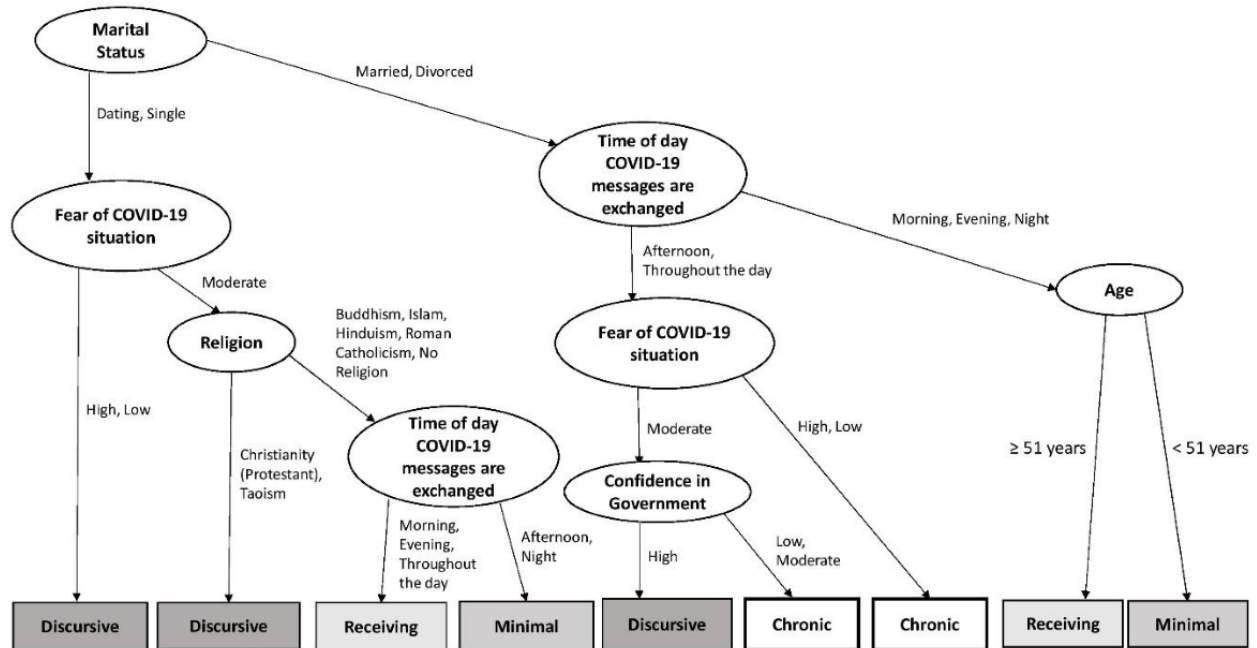 Marital
Status
Married, Divorced
Dating, Single
Time of day
COVID-19
messages are
exchanged
Fear of COVID-19
situation
Morning, Evening, Night
Afternoon,
Throughout the day
Moderate
Age
Buddhism, Islam,
Hinduism, Roman
Catholicism, No
Religion
Religion
Fear of COVID-19
situation
High, Low
Time of day
COVID-19
messages are
exchanged
Moderate
High, Low
Christianity
(Protestant),
Taoism
≥ 51 years
< 51 years
Confidence in
Government
Morning,
Evening,
Throughout
the day
Afternoon,
Night
High
Low,
Moderate
Discursive
Discursive
Receiving
Minimal
Discursive
Chronic
Chronic
Receiving
Minimal